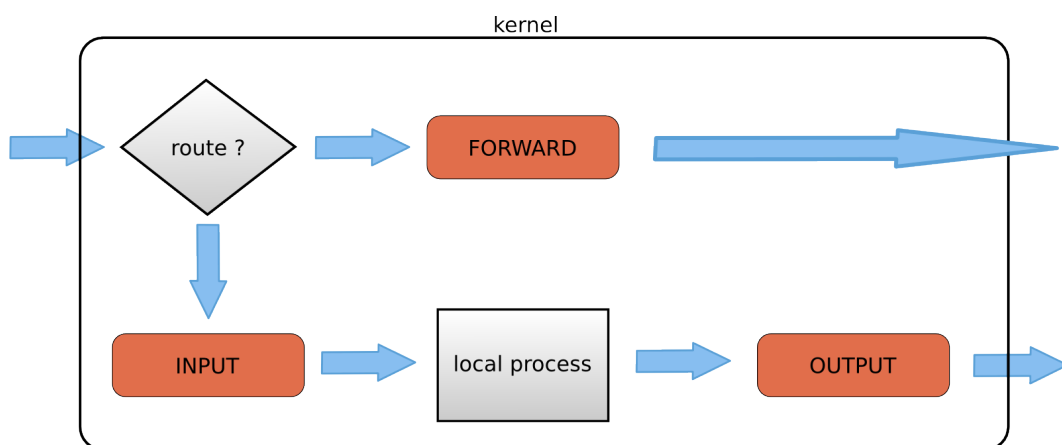 kernel
route ?
FORWARD
INPUT
local process
OUTPUT